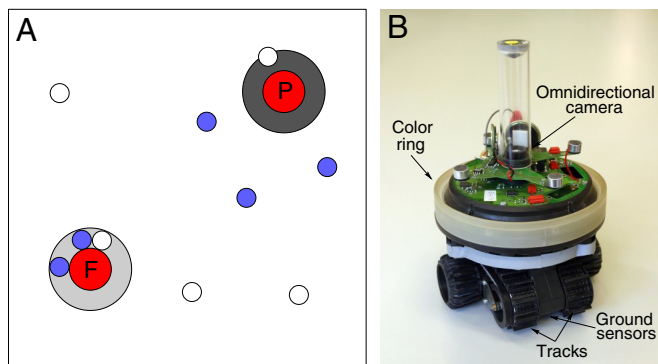 A
P
F
B
Omnidirectional
camera
Color
ring
Ground
sensors
Tracks